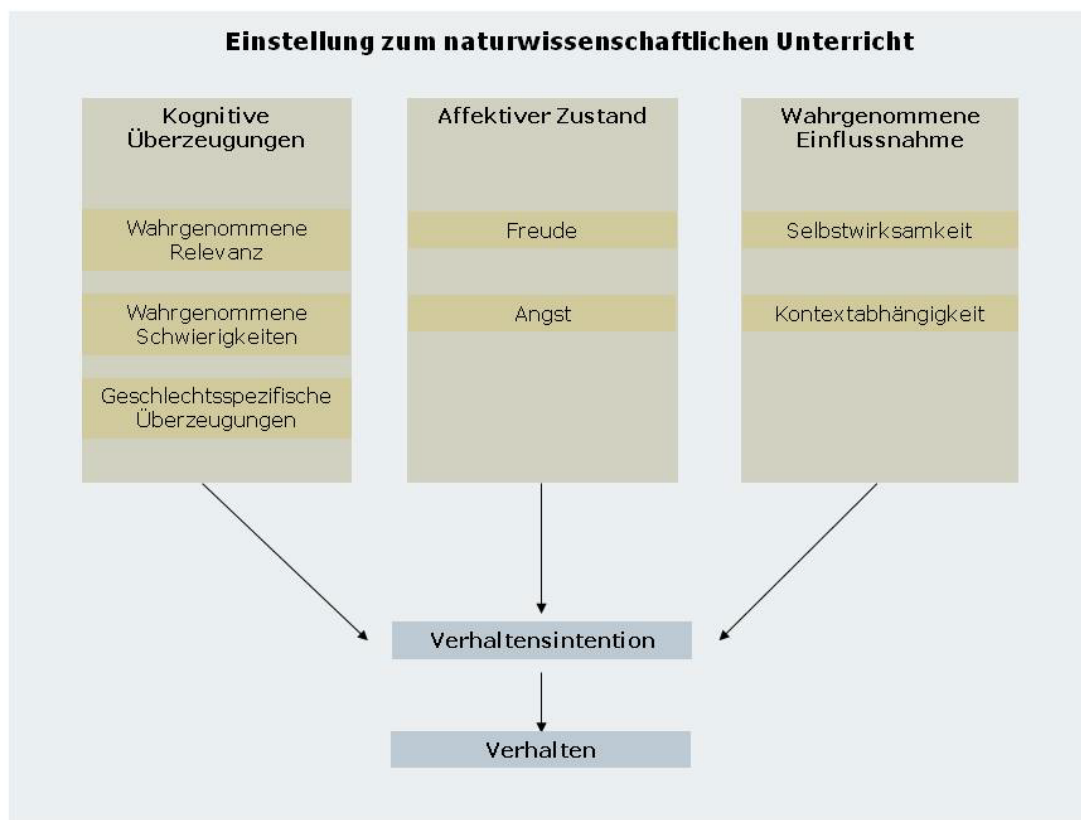 Einstellung zum naturwissenschaftlichen Unterricht
Kognitive
Überzeugungen
Wahrgenommene
Relevanz
Wahrgenommene
Schwierigkeiten
Geschlechtsspezifische
Überzeugungen
Affektiver Zustand
Freude
Angst
Wahrgenommene
Einflussnahme
Selbstwirksamkeit
Kontextabhängigkeit
Verhaltensintention
Verhalten